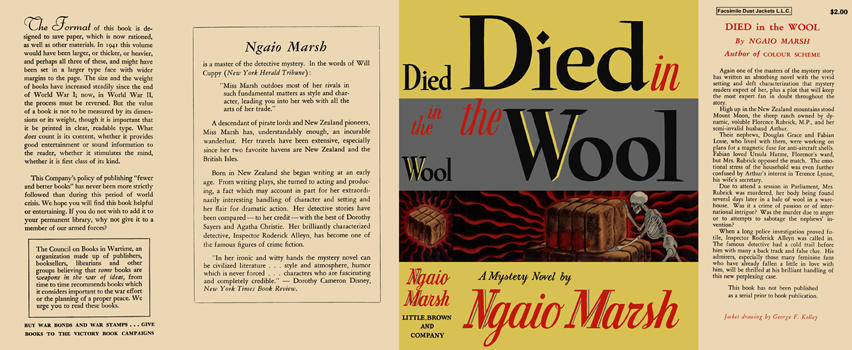 The Format of this book is de-
signed to save paper, which is now rationed,
as well as other materials. In 1941 this volume
would have been larger, or thicker, or heavier,
and perhaps all three of these, and might have
been set in a larger type face with wider
margins to the page. The size and the weight
of books have increased steadily since the end
of World War I; now, in World War II,
the process must be reversed. But the value
of a book is not to be measured by its dimen-
sions or its weight, though it is important that
it be printed in clear, readable type. What
does count is its content, whether it provides
good entertainment or sound information to
the reader, whether it stimulates the mind,
whether it is first class of its kind.
This Company's policy of publishing "fewer
and better books" has never been more strictly
followed than during this period of world
crisis. We hope you will find this book helpful
or entertaining. If you do not wish to add it to
your permanent library, why not give it to a
member of our armed forces?
The Council on Books in Wartime, an
organization made up of publishers,
booksellers, librarians and other
groups believing that some books are
weapons in the war of ideas, from
time to time recommends books which
it considers important to the war effort
or the planning of a proper peace. We
urge you to read these books.
BUY WAR BONDS AND WAR STAMPS . . . GIVE
BOOKS TO THE VICTORY BOOK CAMPAIGNS
Ngaio Marsh
is a master of the detective mystery. In the words of Will
Cuppy (New York Herald Tribune):
"Miss Marsh outdoes most of her rivals in
such fundamental matters as style and char-
acter, leading you into her web with all the
arts of her trade."
A descendant of pirate lords and New Zealand pioneers,
Miss Marsh has, understandably enough, an incurable
wanderlust. Her travels have been extensive, especially
since her two favorite havens are New Zealand and the
British Isles.
Born in New Zealand she began writing at an early
age. From writing plays, she turned to acting and produc-
ing, a fact which may account in part for her extraordi-
narily interesting handling of character and setting and
her flair for dramatic action. Her detective stories have
been compared — to her credit — with the best of Dorothy
Sayers and Agatha Christie. Her brilliantly characterized
detective, Inspector Roderick Alleyn, has become one of
the famous figures of crime fiction.
"In her ironic and witty hands the mystery novel can
be civilized literature . . . style and atmosphere, humor
which is never forced . . . characters who are fascinating
and completely credible." — Dorothy Cameron Disney,
New York Times Book Review.
Died
in
the
Wool
Ngaio
Marsh
LITTLE, BROWN
AND
COMPANY
Died in
the
Wool
A Mystery Novel by
Ngaio Marsh
Facsimile Dust Jackets L.L.C.
$2.00
DIED in the WOOL
By NGAIO MARSH
Author of COLOUR SCHEME
Again one of the masters of the mystery story
has written an absorbing novel with the vivid
setting and deft characterization that mystery
readers expect of her, plus a plot that will keep
the most expert fan in doubt throughout the
story.
High up in the New Zealand mountains stood
Mount Moon, the sheep ranch owned by dy-
namic, voluble Florence Rubrick, M.P., and her
semi-invalid husband Arthur.
Their nephews, Douglas Grace and Fabian
Losse, who lived with them, were working on
plans for a magnetic fuse for anti-aircraft shells.
Fabian loved Ursula Harme, Florence's ward,
but Mrs. Rubrick opposed the match. The emo-
tional stress of the household was even further
confused by Arthur's interest in Terence Lynne,
his wife's secretary.
Due to attend a session in Parliament, Mrs.
Rubrick was murdered, her body being found
several days later in a bale of wool in a ware-
house. Was it a crime of passion or of inter-
national intrigue? Was the murder due to anger
or to attempts to sabotage the nephews' in-
vention?
When a long police investigation proved fu-
tile, Inspector Roderick Alleyn was called in.
The famous detective had a cold trail before
him with many a back track and false clue. His
admirers, especially those many feminine fans
who have already fallen a little in love with
him, will be thrilled at his brilliant handling of
this new perplexing case.
This book has not been published
as a serial prior to book publication.
Jacket drawing by George F. Kelley